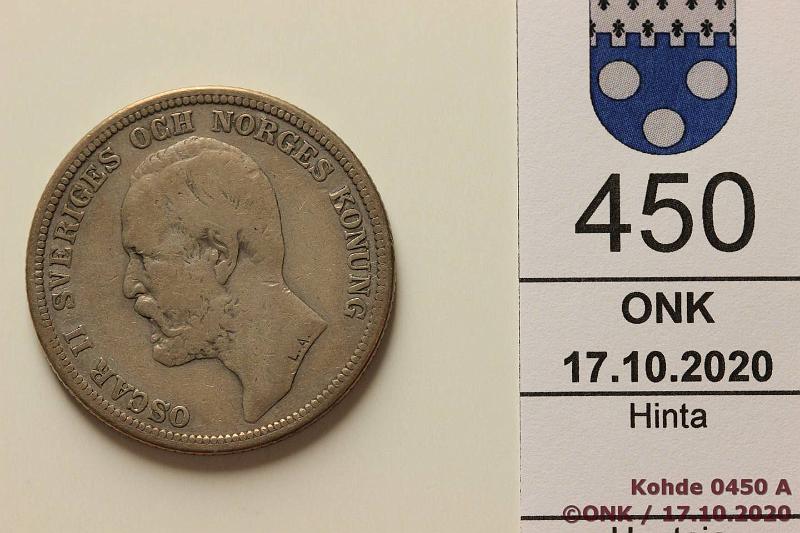 OSCAR II SVERIGES OCH NORGES KONUNG
L.A.
450
ONK
17.10.2020
Hinta
Kohde 0450 A
©ONK / 17.10.2020